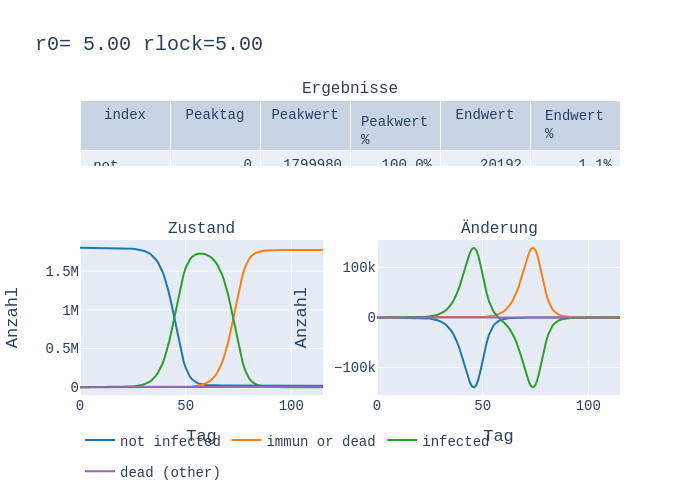 r0= 5.00 rlock=5.00
Ergebnisse
index Peaktag Peakwert Peakwert % Endwert Endwert %
not 0 1799980 100.0% 20192 1.1%
Zustand Änderung
Anzahl Anzahl
1.5M
1M
0.5M
0
0 50 100
100k
0
−100k
0 50 100
Tag Tag
not infected immun or dead infected
dead (other)